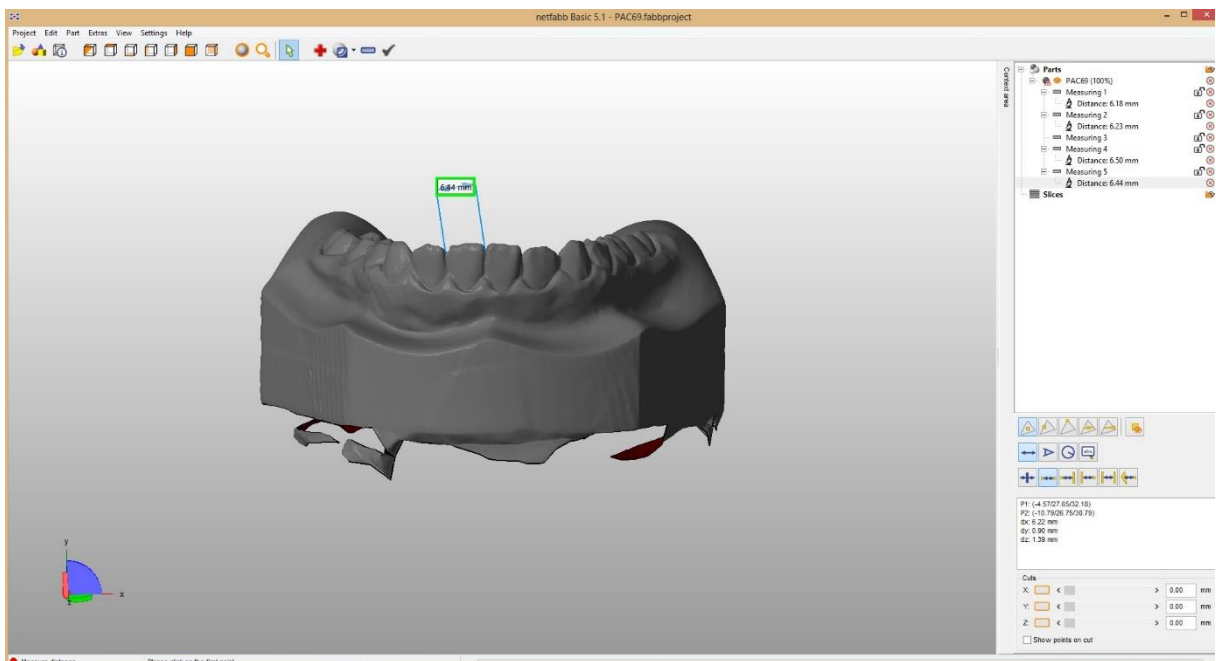 netfabb Basic 5.1 - PAC69.fabbproject
Project Edit Part Extras View Settings Help
Context area
Parts
PAC69 (100%)
Measuring 1
Distance: 6.18 mm
Measuring 2
Distance: 6.23 mm
Measuring 3
Measuring 4
Distance: 6.50 mm
Measuring 5
Distance: 6.44 mm
Slices
6.44 mm
P1: (-4.57/27.65/32.18)
P2: (-10.79/26.75/30.79)
dx: 6.22 mm
dy: 0.90 mm
dz: 1.39 mm
y
x
z
Cuts
X: < > 0.00 mm
Y: < > 0.00 mm
Z: < > 0.00 mm
Show points on cut